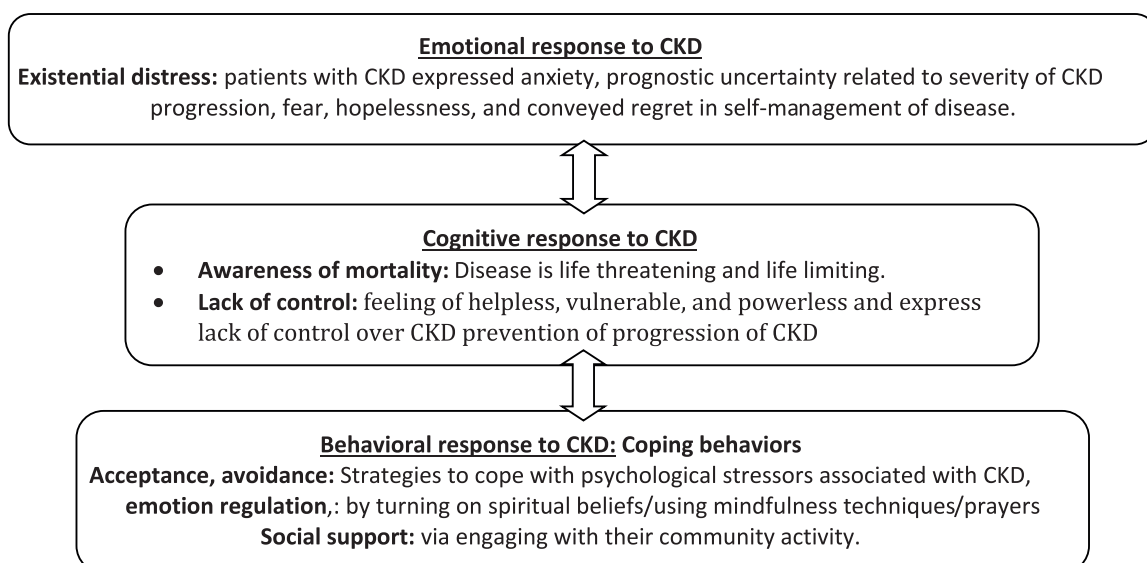 Emotional response to CKD
Existential distress: patients with CKD expressed anxiety, prognostic uncertainty related to severity of CKD
progression, fear, hopelessness, and conveyed regret in self-management of disease.
Cognitive response to CKD
• Awareness of mortality: Disease is life threatening and life limiting.
• Lack of control: feeling of helpless, vulnerable, and powerless and express
lack of control over CKD prevention of progression of CKD
Behavioral response to CKD: Coping behaviors
Acceptance, avoidance: Strategies to cope with psychological stressors associated with CKD,
emotion regulation,: by turning on spiritual beliefs/using mindfulness techniques/prayers
Social support: via engaging with their community activity.